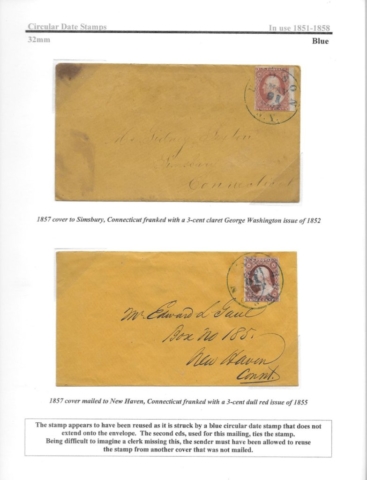 Circular Date Stamps In use 1851-1858
32mm Blue
Simsbury
Connecticut
1857 cover to Simsbury, Connecticut franked with a 3-cent claret George Washington issue of 1852
Mr Edward L
Box No 185.
New Haven
Connt.
1857 cover mailed to New Haven, Connecticut franked with a 3-cent dull red issue of 1855
The stamp appears to have been reused as it is struck by a blue circular date stamp that does not
extend onto the envelope. The second cds, used for this mailing, ties the stamp.
Being difficult to imagine a clerk missing this, the sender must have been allowed to reuse
the stamp from another cover that was not mailed.